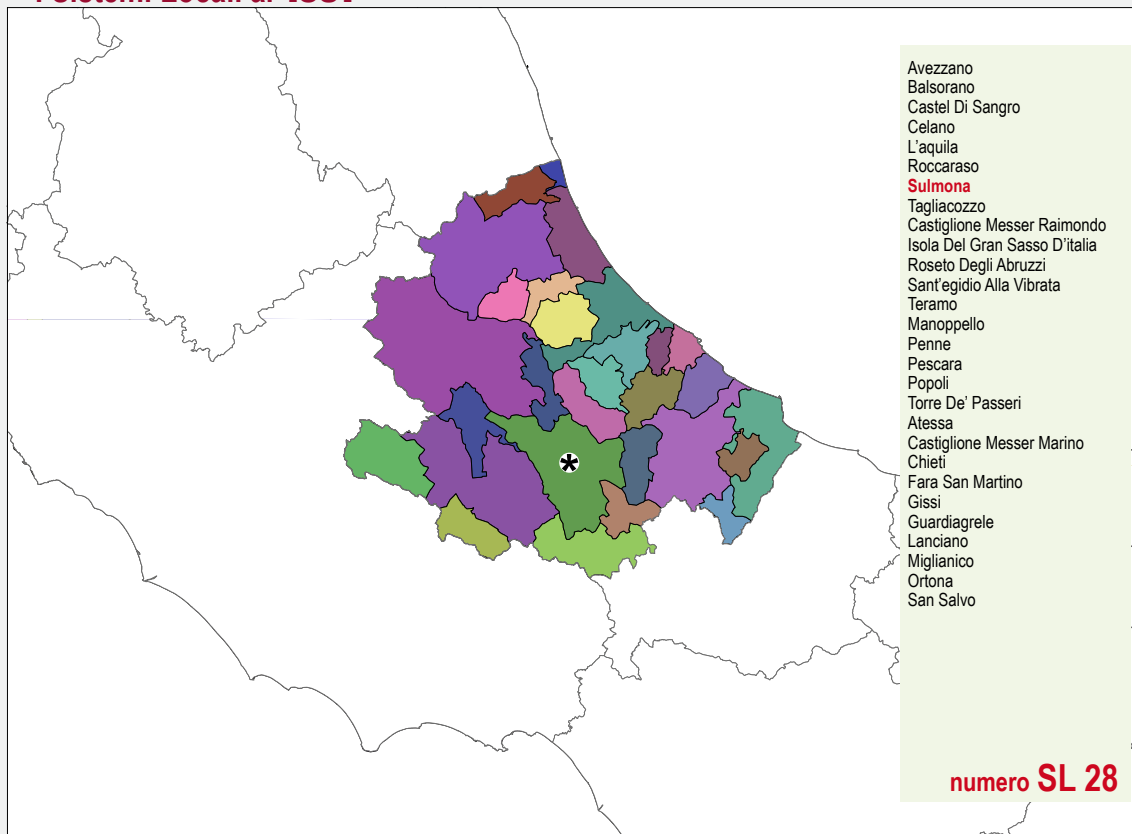 Avezzano
Balsorano
Castel Di Sangro
Celano
L'aquila
Roccaraso
Sulmona
Tagliacozzo
Castiglione Messer Raimondo
Isola Del Gran Sasso D'italia
Roseto Degli Abruzzi
Sant'egidio Alla Vibrata
Teramo
Manoppello
Penne
Pescara
Popoli
Torre De' Passeri
Atessa
Castiglione Messer Marino
Chieti
Fara San Martino
Gissi
Guardiagrele
Lanciano
Miglianico
Ortona
San Salvo
numero SL 28